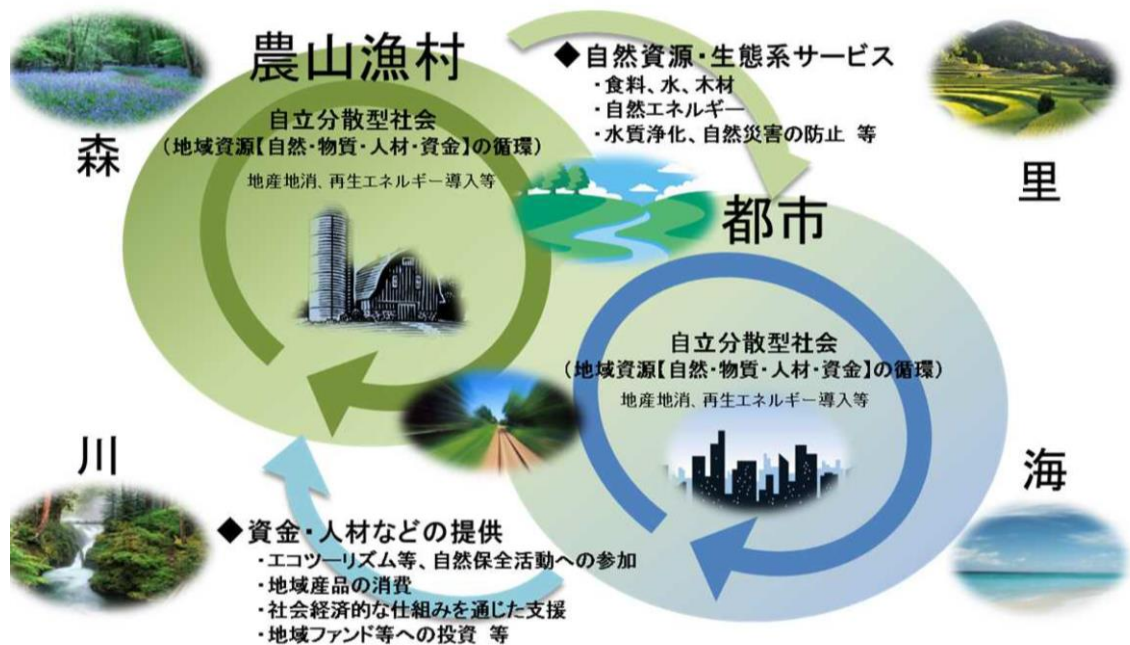 農山漁村
森
自立分散型社会
(地域資源【自然・物質・人材・資金】の循環)
地産地消、再生エネルギー導入等
◆自然資源・生態系サービス
・食料、水、木材
・自然エネルギー
・水質浄化、自然災害の防止 等
里
都市
自立分散型社会
(地域資源【自然・物質・人材・資金】の循環)
地産地消、再生エネルギー導入等
川
海
◆資金・人材などの提供
・エコツーリズム等、自然保全活動への参加
・地域産品の消費
・社会経済的な仕組みを通じた支援
・地域ファンド等への投資 等